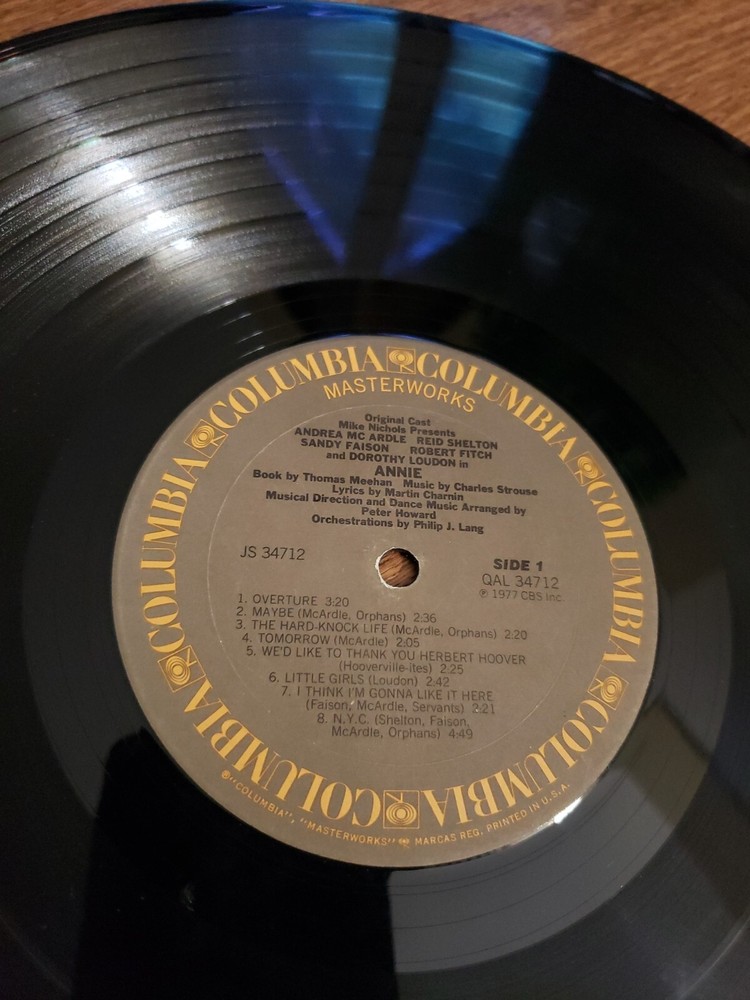 COLUMBIA COLUMBIA COLUMBIA COLUMBIA COLUMBIA COLUMBIA COLUMBIA
MASTERWORKS
Original Cast
Mike Nichols Presents
ANDREA MC ARDLE REID SHELTON
SANDY FAISON ROBERT FITCH
and DOROTHY LOUDON in
ANNIE
Book by Thomas Meehan Music by Charles Strouse
Lyrics by Martin Charnin
Musical Direction and Dance Music Arranged by
Peter Howard
Orchestrations by Philip J. Lang
JS 34712
SIDE 1
QAL 34712
℗ 1977 CBS Inc.
1. OVERTURE 3:20
2. MAYBE (McArdle, Orphans) 2:36
3. THE HARD-KNOCK LIFE (McArdle, Orphans) 2:20
4. TOMORROW (McArdle) 2:05
5. WE'D LIKE TO THANK YOU HERBERT HOOVER
(Hooverville-ites) 2:25
6. LITTLE GIRLS (Loudon) 2:42
7. I THINK I'M GONNA LIKE IT HERE
(Faison, McArdle, Servants) 2:21
8. N.Y.C. (Shelton, Faison,
McArdle, Orphans) 4:49
®"COLUMBIA", "MASTERWORKS" MARCAS REG. PRINTED IN U.S.A.